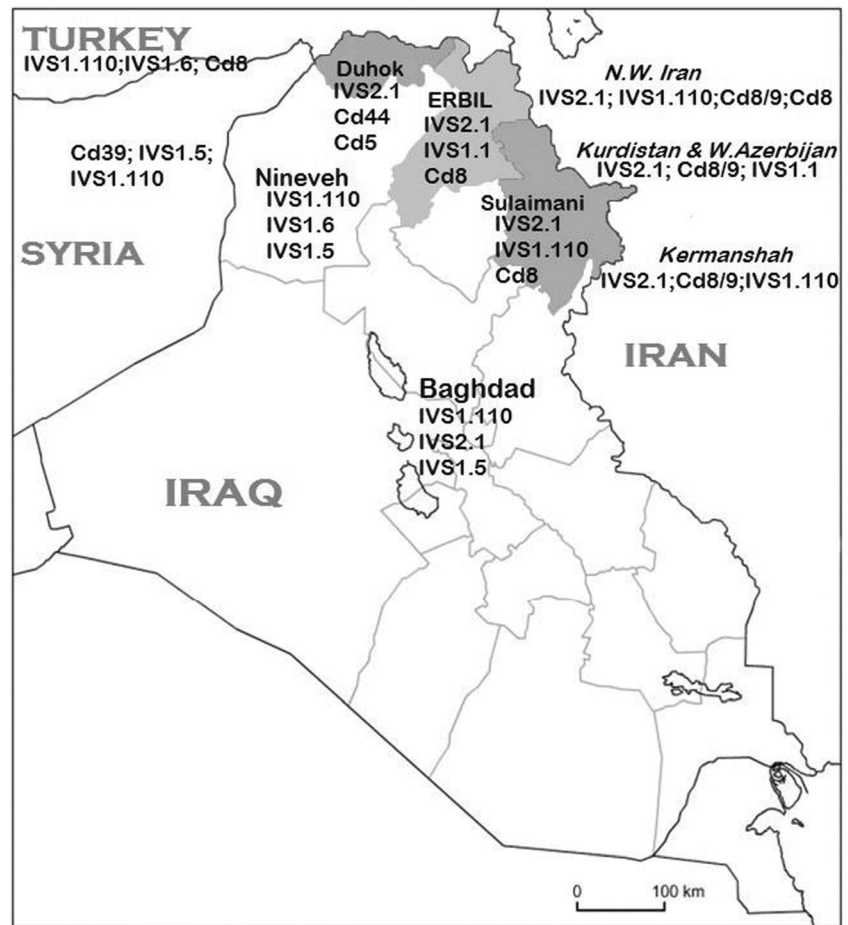 TURKEY
IVS1.110;IVS1.6; Cd8
Duhok
IVS2.1
Cd44
Cd5
ERBIL
IVS2.1
IVS1.1
Cd8
N.W. Iran
IVS2.1; IVS1.110;Cd8/9;Cd8
Cd39; IVS1.5;
IVS1.110
Kurdistan & W.Azerbijan
IVS2.1; Cd8/9; IVS1.1
Nineveh
IVS1.110
IVS1.6
IVS1.5
Sulaimani
IVS2.1
IVS1.110
Cd8
SYRIA
Kermanshah
IVS2.1;Cd8/9;IVS1.110
IRAN
Baghdad
IVS1.110
IVS2.1
IVS1.5
IRAQ
0 100 km